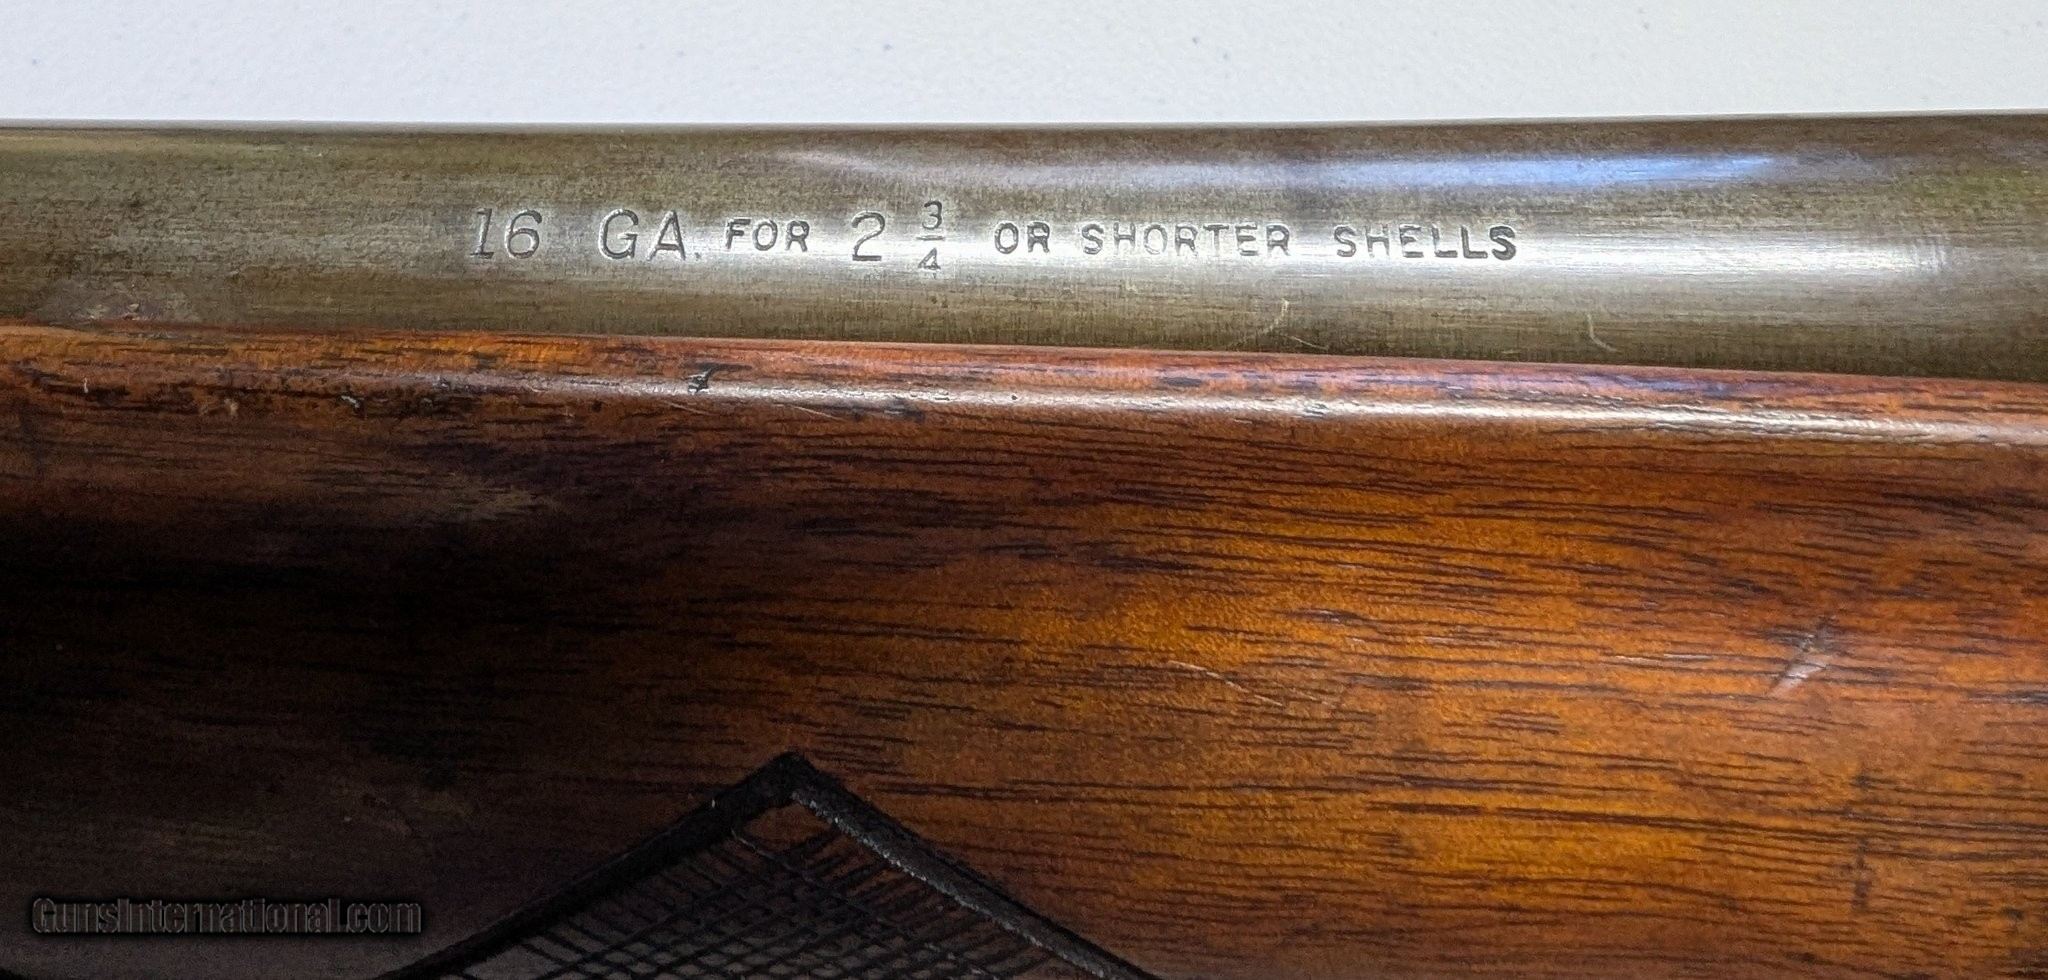 16 GA. FOR 2 3/4 OR SHORTER SHELLS
GunsInternational.com